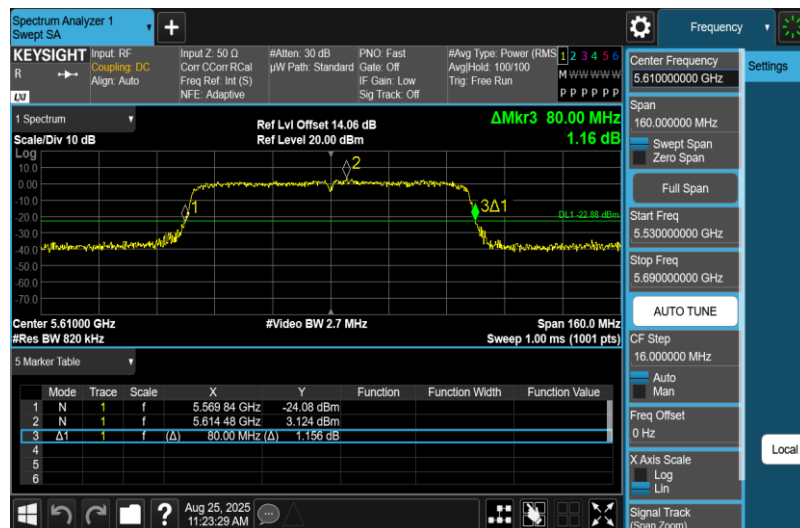 Spectrum Analyzer 1
Swept SA
Frequency
KEYSIGHT
R
LXI
Input: RF
Coupling: DC
Align: Auto
Input Z: 50 Ω
Corr CCorr RCal
Freq Ref: Int (S)
NFE: Adaptive
#Atten: 30 dB
µW Path: Standard
PNO: Fast
Gate: Off
IF Gain: Low
Sig Track: Off
#Avg Type: Power (RMS
Avg|Hold: 100/100
Trig: Free Run
1 2 3 4 5 6
M W W W W W
P P P P P P
1 Spectrum
Scale/Div 10 dB
Ref Lvl Offset 14.06 dB
Ref Level 20.00 dBm
ΔMkr3 80.00 MHz
1.16 dB
Log
10.0
0.00
-10.0
-20.0
-30.0
-40.0
-50.0
-60.0
-70.0
1
2
3Δ1
DL1 -22.88 dBm
Center 5.61000 GHz
#Video BW 2.7 MHz
Span 160.0 MHz
#Res BW 820 kHz
Sweep 1.00 ms (1001 pts)
5 Marker Table
Mode Trace Scale X Y Function Function Width Function Value
1 N 1 f 5.569 84 GHz -24.08 dBm
2 N 1 f 5.614 48 GHz 3.124 dBm
3 Δ1 1 f (Δ) 80.00 MHz (Δ) 1.156 dB
4
5
6
?
Aug 25, 2025
11:23:29 AM
Center Frequency
5.610000000 GHz
Span
160.000000 MHz
Swept Span
Zero Span
Full Span
Start Freq
5.530000000 GHz
Stop Freq
5.690000000 GHz
AUTO TUNE
CF Step
16.000000 MHz
Auto
Man
Freq Offset
0 Hz
X Axis Scale
Log
Lin
Signal Track
(Span Zoom)
Settings
Local